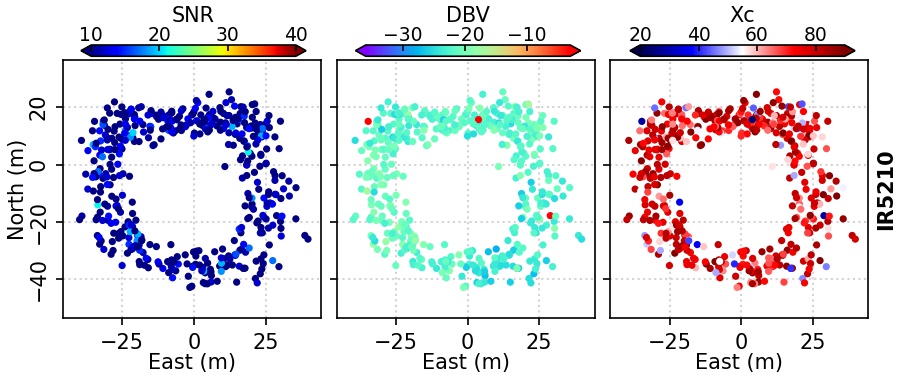 SNR DBV Xc
10 20 30 40 −30 −20 −10 20 40 60 80
20
0
−20
−40
North (m)
−25 0 25 −25 0 25 −25 0 25
East (m) East (m) East (m)
IR5210